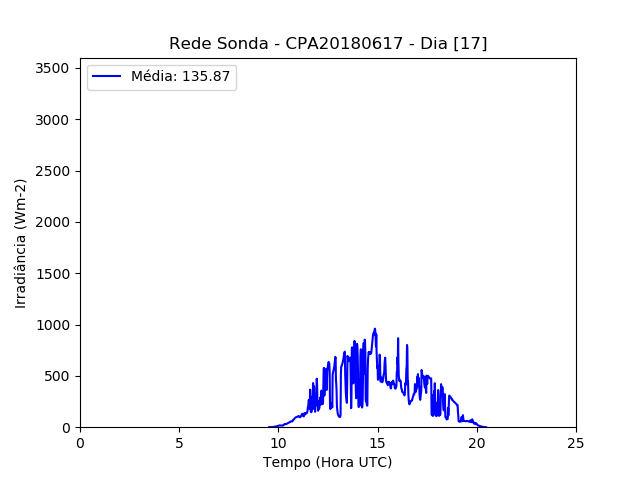 Rede Sonda - CPA20180617 - Dia [17]
Média: 135.87
3500
3000
2500
2000
1500
1000
500
0
Irradiância (Wm-2)
0 5 10 15 20 25
Tempo (Hora UTC)